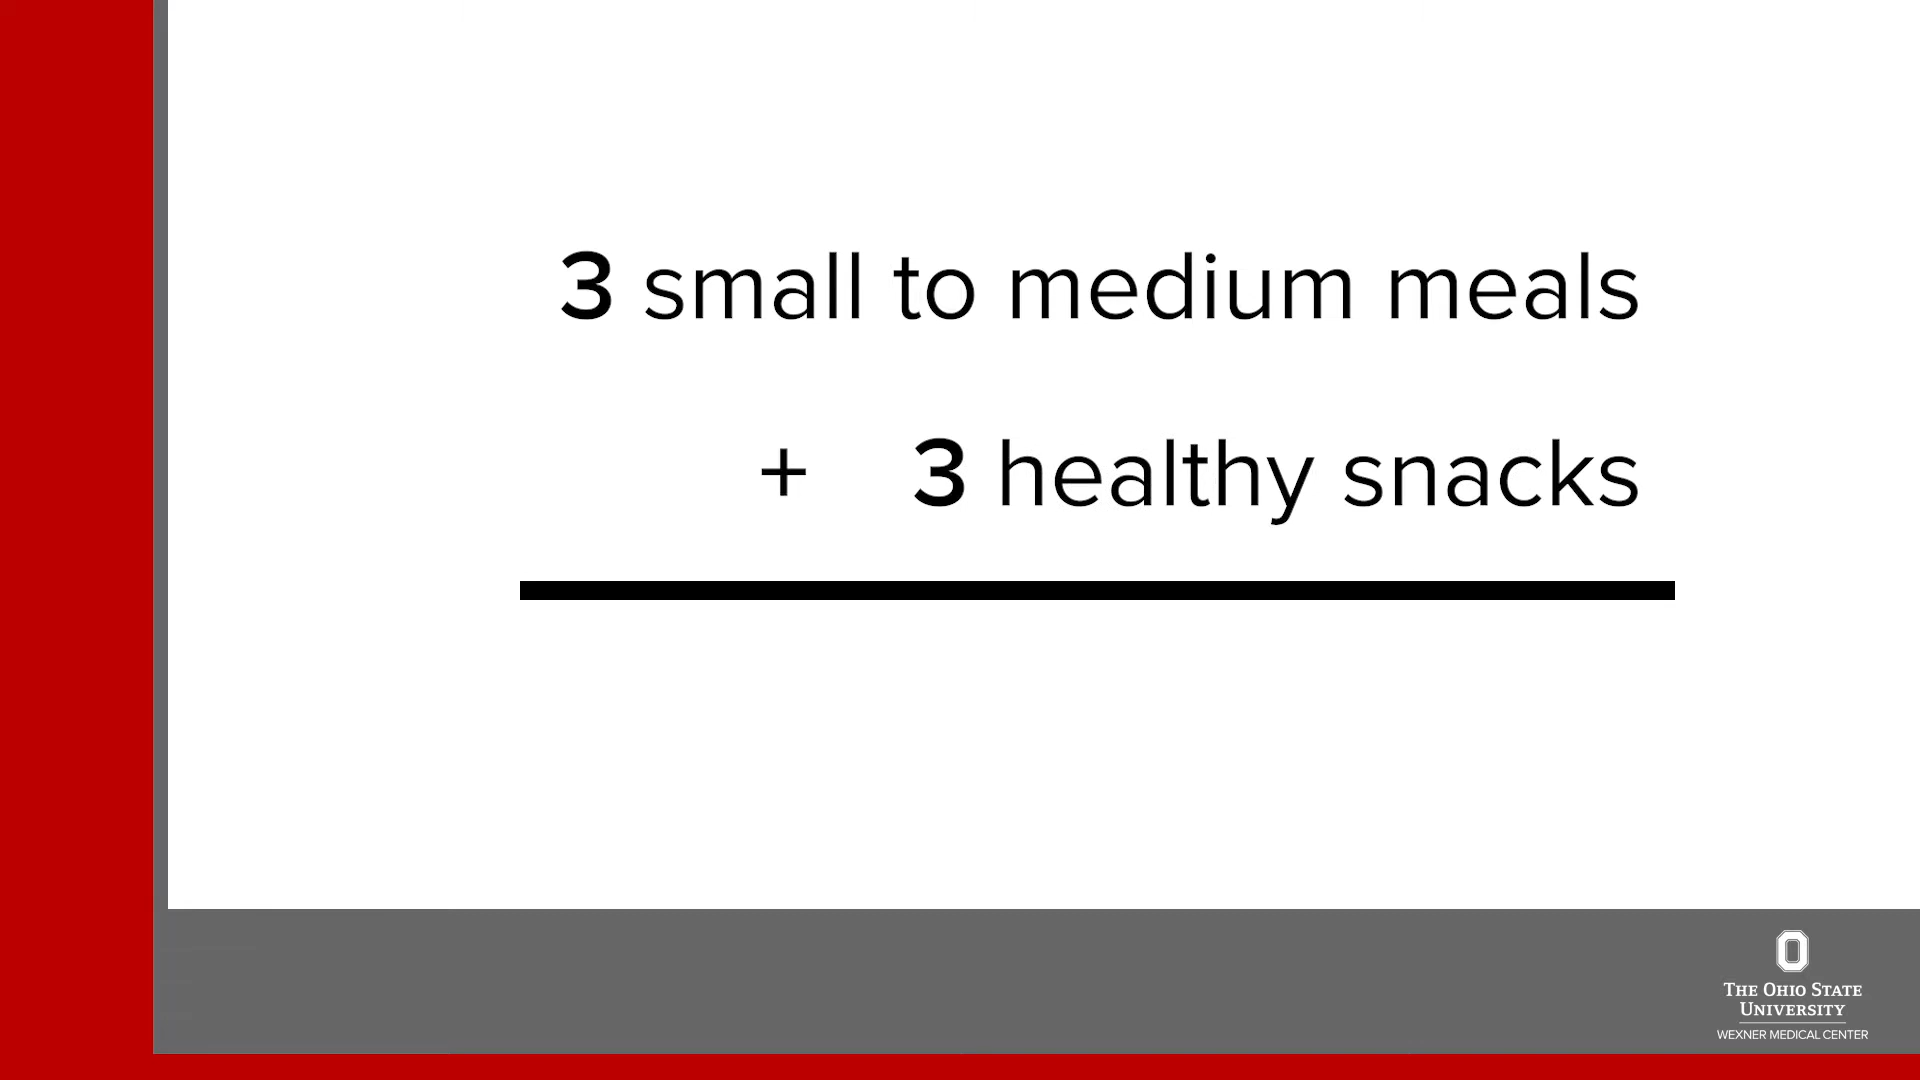 3 small to medium meals
+ 3 healthy snacks
O
THE OHIO STATE
UNIVERSITY
WEXNER MEDICAL CENTER